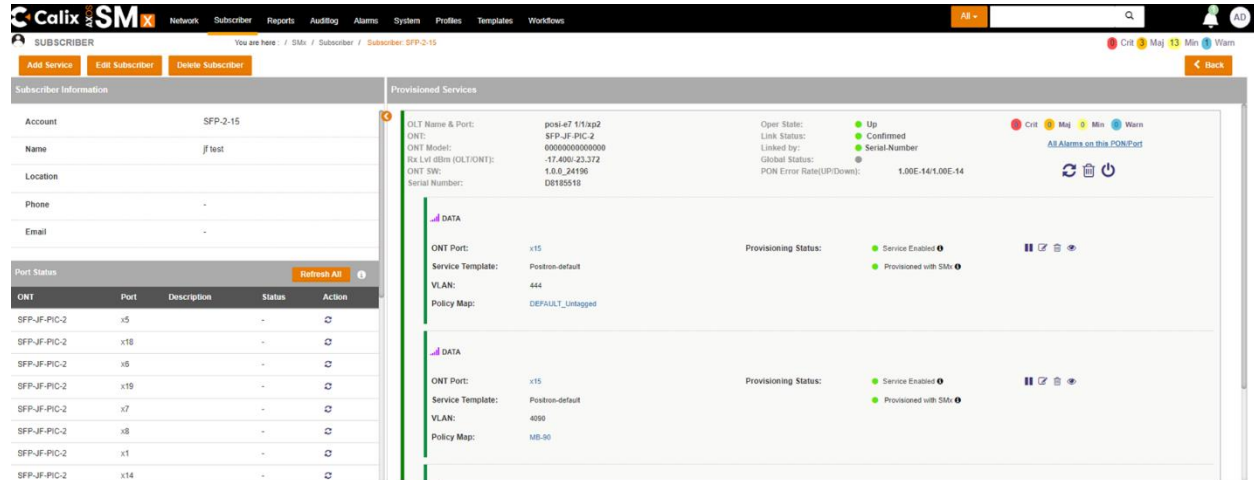 Calix AXOS SMx Network Subscriber Reports Auditlog Alarms System Profiles Templates Workflows All AD
SUBSCRIBER You are here : / SMx / Subscriber / Subscriber: SFP-2-15 0 Crit 3 Maj 13 Min 1 Warn
Add Service Edit Subscriber Delete Subscriber Back
Subscriber Information
Account SFP-2-15
Name jf test
Location
Phone -
Email -
Port Status Refresh All
ONT Port Description Status Action
SFP-JF-PIC-2 x5 -
SFP-JF-PIC-2 x18 -
SFP-JF-PIC-2 x6 -
SFP-JF-PIC-2 x19 -
SFP-JF-PIC-2 x7 -
SFP-JF-PIC-2 x8 -
SFP-JF-PIC-2 x1 -
SFP-JF-PIC-2 x14 -
Provisioned Services
OLT Name & Port: posi-e7 1/1/xp2 Oper State: Up 0 Crit 0 Maj 0 Min 0 Warn
ONT: SFP-JF-PIC-2 Link Status: Confirmed
ONT Model: 00000000000000 Linked by: Serial-Number All Alarms on this PON/Port
Rx Lvl dBm (OLT/ONT): -17.400/-23.372 Global Status:
ONT SW: 1.0.0_24196 PON Error Rate(UP/Down): 1.00E-14/1.00E-14
Serial Number: D8185518
DATA
ONT Port: x15 Provisioning Status: Service Enabled
Service Template: Positron-default Provisioned with SMx
VLAN: 444
Policy Map: DEFAULT_Untagged
DATA
ONT Port: x15 Provisioning Status: Service Enabled
Service Template: Positron-default Provisioned with SMx
VLAN: 4090
Policy Map: MB-90